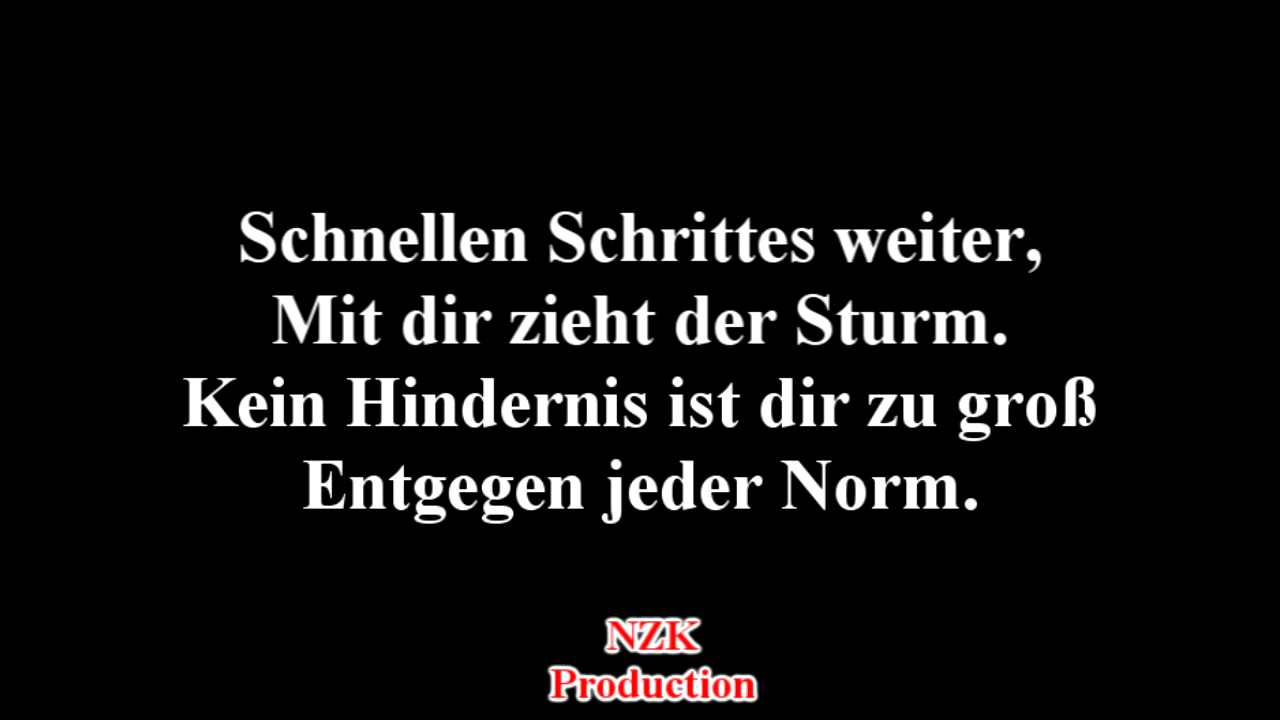 Schnellen Schrittes weiter,
Mit dir zieht der Sturm.
Kein Hindernis ist dir zu groß
Entgegen jeder Norm.
NZK
Production